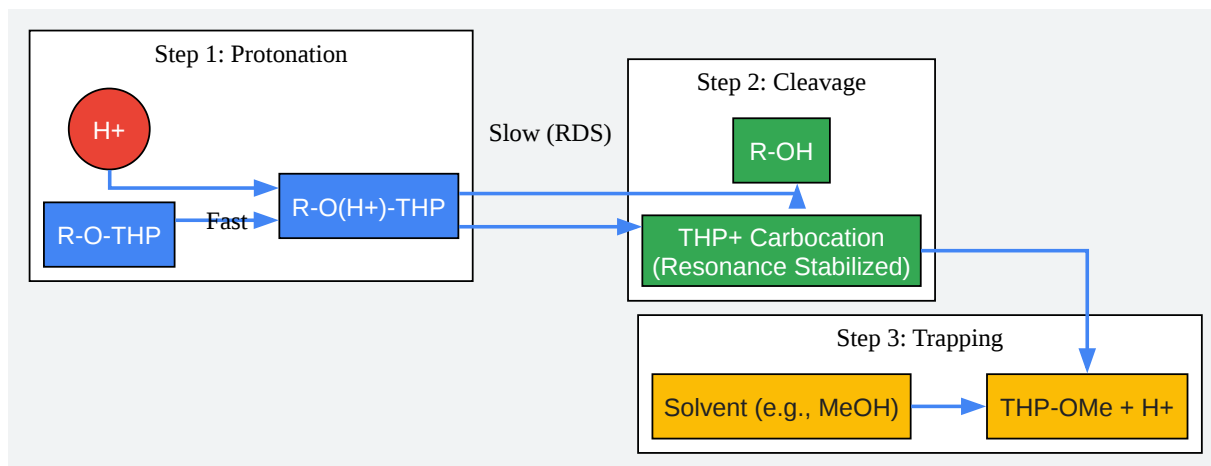 Step 1: Protonation
H+
R-O-THP
Fast
R-O(H+)-THP
Slow (RDS)
Step 2: Cleavage
R-OH
THP+ Carbocation
(Resonance Stabilized)
Step 3: Trapping
Solvent (e.g., MeOH)
THP-OMe + H+